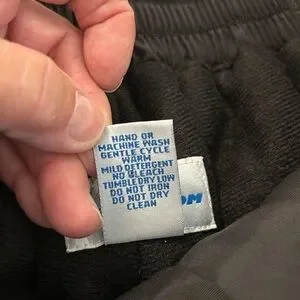 HAND OR
MACHINE WASH
GENTLE CYCLE
WARM
MILD DETERGENT
NO BLEACH
TUMBLE DRY LOW
DO NOT IRON
DO NOT DRY
CLEAN
OM